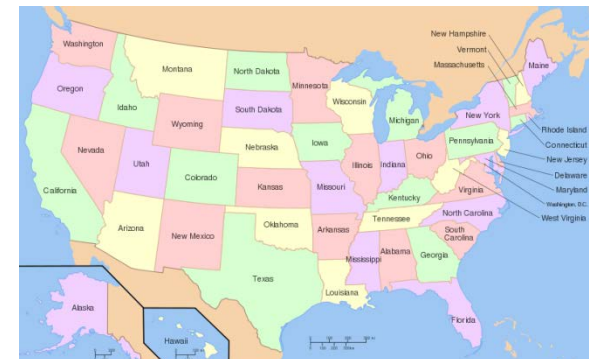 New Hampshire
Vermont
Massachusetts
Washington
Montana
North Dakota
Minnesota
Maine
Oregon
Idaho
Wyoming
South Dakota
Wisconsin
Michigan
New York
Rhode Island
Connecticut
New Jersey
Delaware
Maryland
Washington, D.C.
West Virginia
Nevada
Utah
Colorado
Nebraska
Iowa
Illinois
Indiana
Ohio
Pennsylvania
California
Kansas
Missouri
Kentucky
Virginia
Arizona
New Mexico
Oklahoma
Arkansas
Tennessee
North Carolina
South
Carolina
Texas
Louisiana
Mississippi
Alabama
Georgia
Florida
Alaska
Hawaii